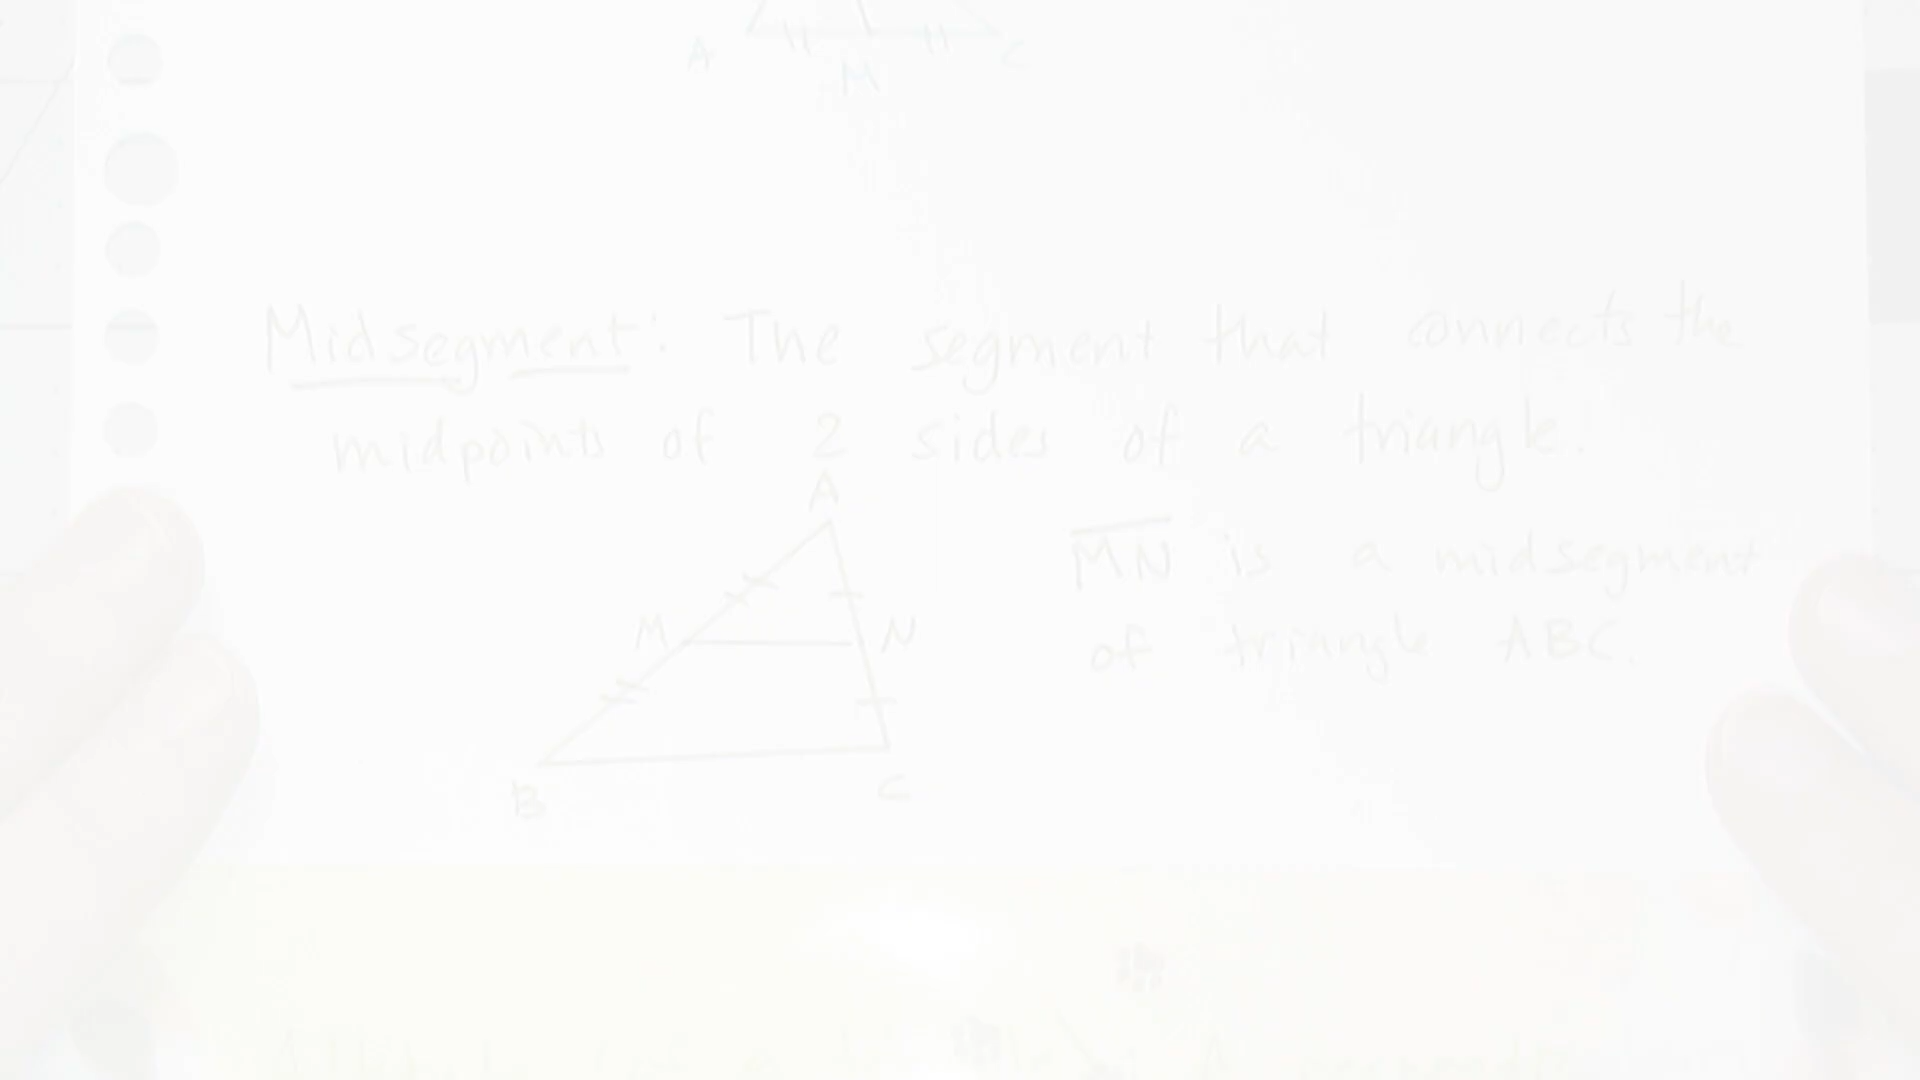 A
M
C
Midsegment: The segment that connects the
midpoints of 2 sides of a triangle.
A
M
N
B
C
MN is a midsegment
of triangle ABC.